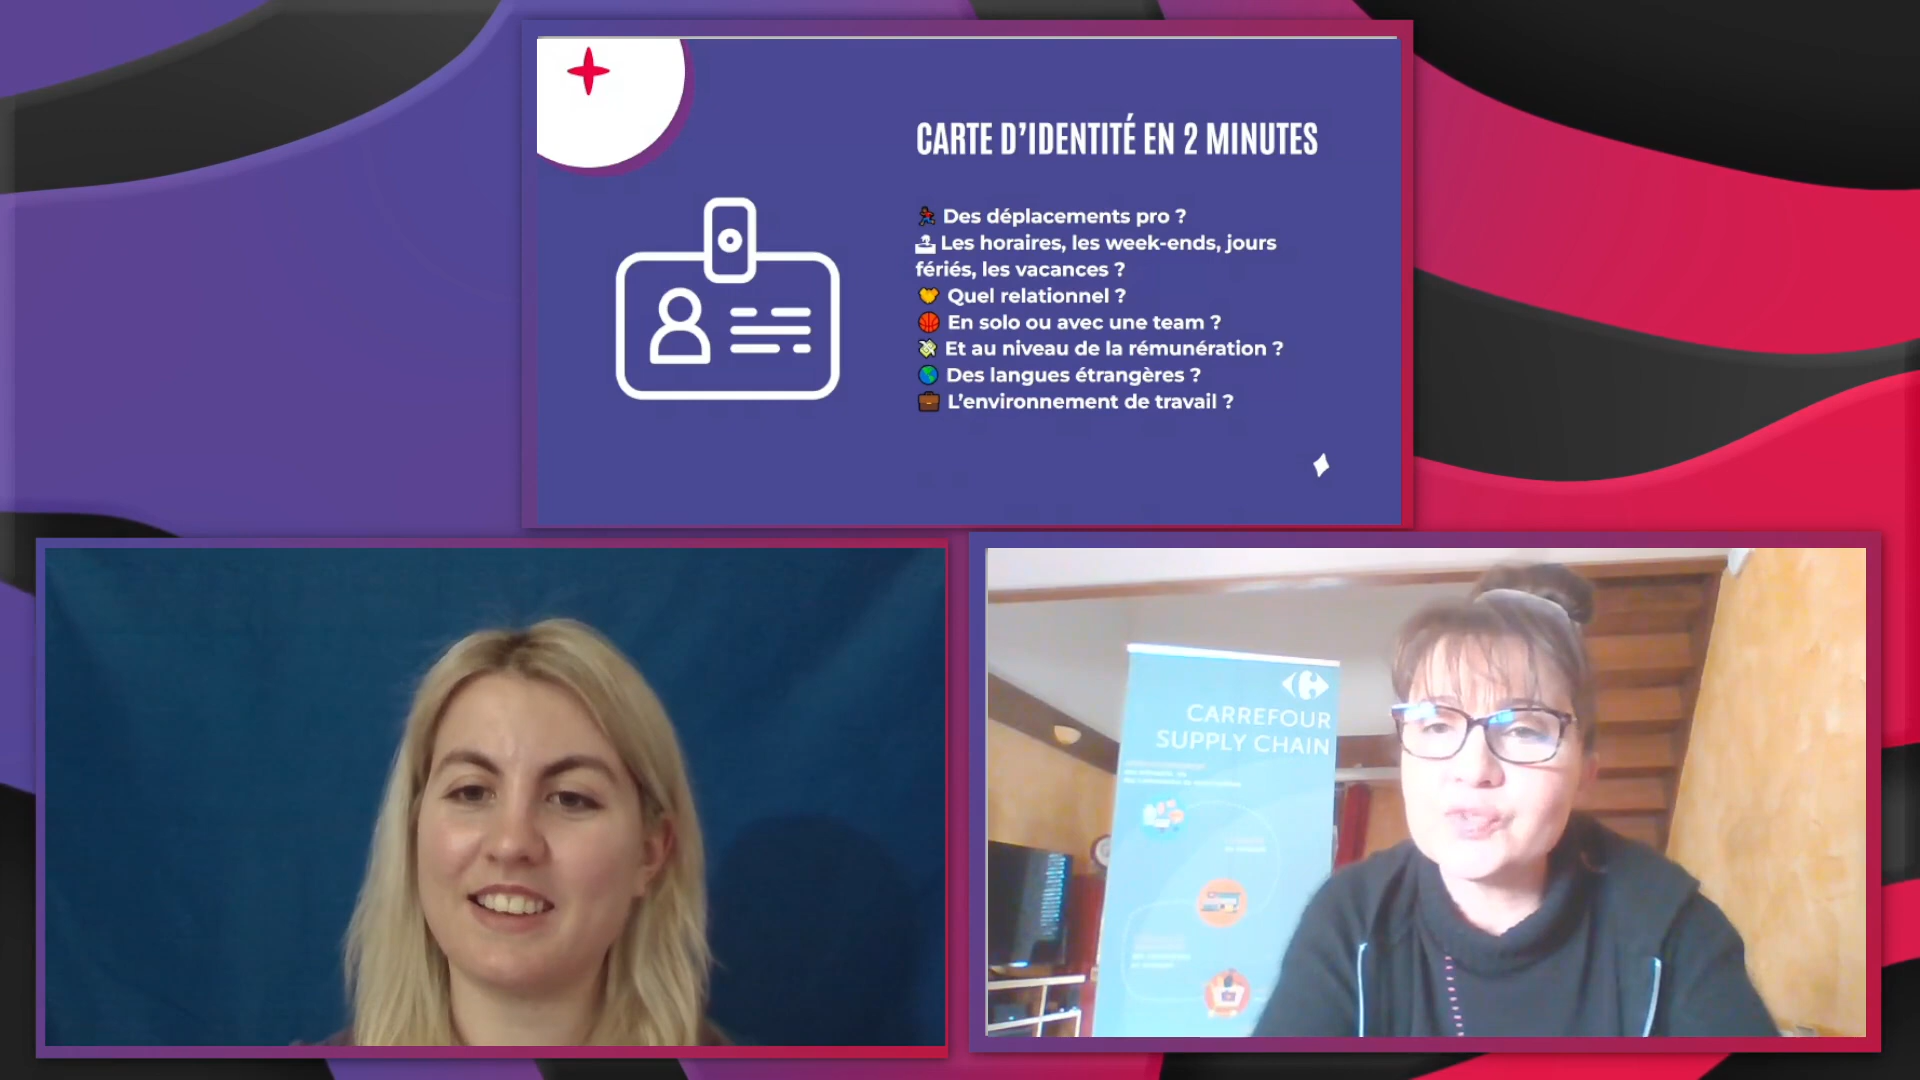 CARTE D’IDENTITÉ EN 2 MINUTES
Des déplacements pro ?
Les horaires, les week-ends, jours
fériés, les vacances ?
Quel relationnel ?
En solo ou avec une team ?
Et au niveau de la rémunération ?
Des langues étrangères ?
L’environnement de travail ?
CARREFOUR
SUPPLY CHAIN